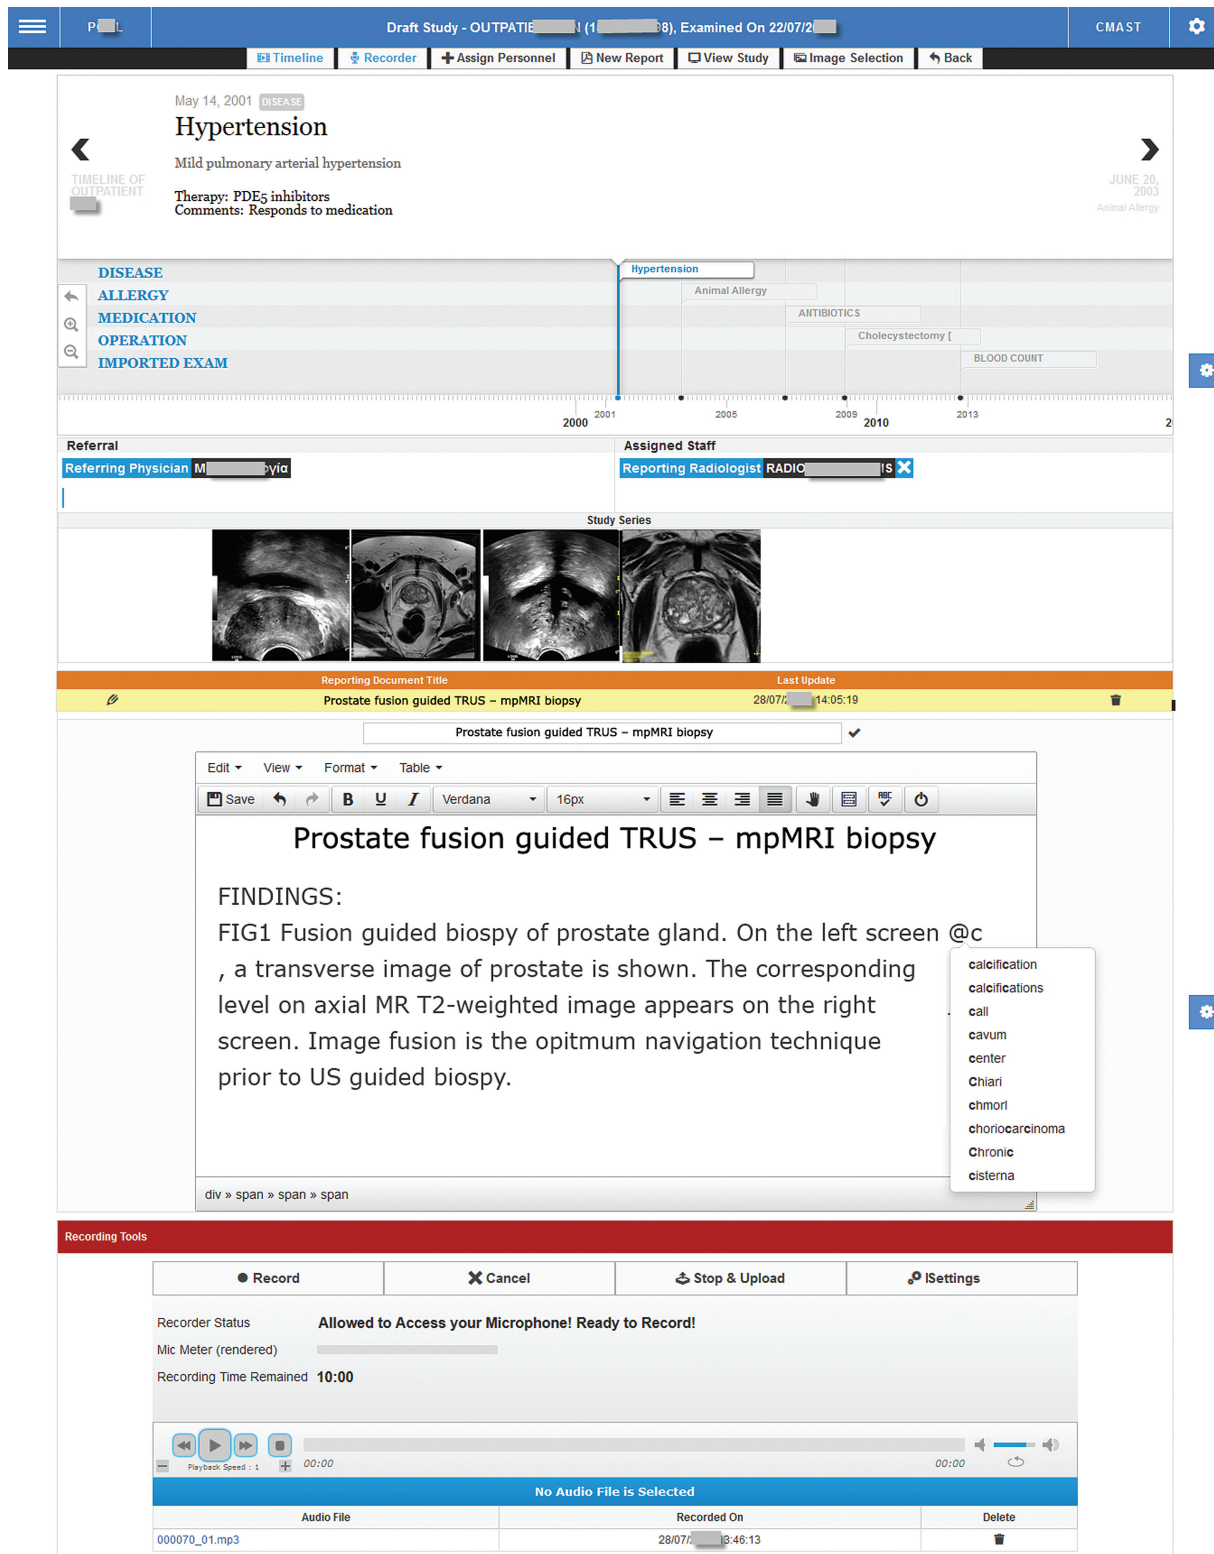 P L
Draft Study - OUTPATIE (1 8), Examined On 22/07/2
CMAST
Timeline
Recorder
Assign Personnel
New Report
View Study
Image Selection
Back
May 14, 2001 DISEASE
Hypertension
Mild pulmonary arterial hypertension
Therapy: PDE5 inhibitors
Comments: Responds to medication
TIMELINE OF
OUTPATIENT
JUNE 20,
2003
Animal Allergy
DISEASE
Hypertension
ALLERGY
Animal Allergy
MEDICATION
ANTIBIOTICS
OPERATION
Cholecystectomy [
IMPORTED EXAM
BLOOD COUNT
2001 2005 2009 2013
2000 2010 2
Referral
Assigned Staff
Referring Physician Μ γία
Reporting Radiologist RADIO IS
Study Series
Reporting Document Title
Last Update
Prostate fusion guided TRUS – mpMRI biopsy
28/07/ 14:05:19
Prostate fusion guided TRUS – mpMRI biopsy
Edit View Format Table
Save B U I Verdana 16px ABC
Prostate fusion guided TRUS – mpMRI biopsy
FINDINGS:
FIG1 Fusion guided biospy of prostate gland. On the left screen @c
, a transverse image of prostate is shown. The corresponding
level on axial MR T2-weighted image appears on the right
screen. Image fusion is the opitmum navigation technique
prior to US guided biospy.
calcification
calcifications
call
cavum
center
Chiari
chmorl
choriocarcinoma
Chronic
cisterna
div » span » span » span
Recording Tools
Record
Cancel
Stop & Upload
lSettings
Recorder Status Allowed to Access your Microphone! Ready to Record!
Mic Meter (rendered)
Recording Time Remained 10:00
Playback Speed : 1
00:00
00:00
No Audio File is Selected
Audio File Recorded On Delete
000070_01.mp3 28/07/ 3:46:13